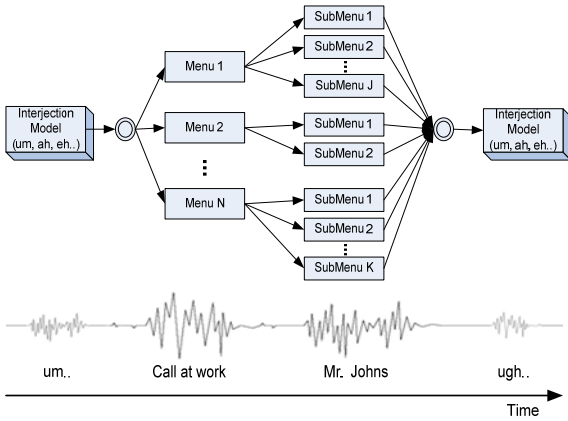 SubMenu 1
SubMenu 2
SubMenu J
Menu 1
Interjection
Model
(um, ah, eh..)
Menu 2
SubMenu 1
SubMenu 2
Interjection
Model
(um, ah, eh..)
Menu N
SubMenu 1
SubMenu 2
SubMenu K
um..
Call at work
Mr. Johns
ugh..
Time